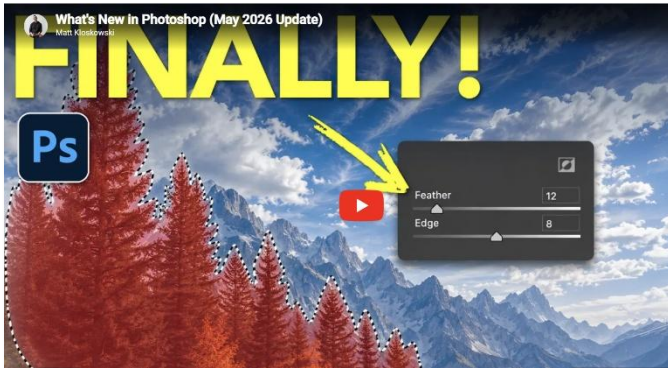 What's New in Photoshop (May 2026 Update)
Matt Kloskowski
FINALLY!
Ps
Feather 12
Edge 8